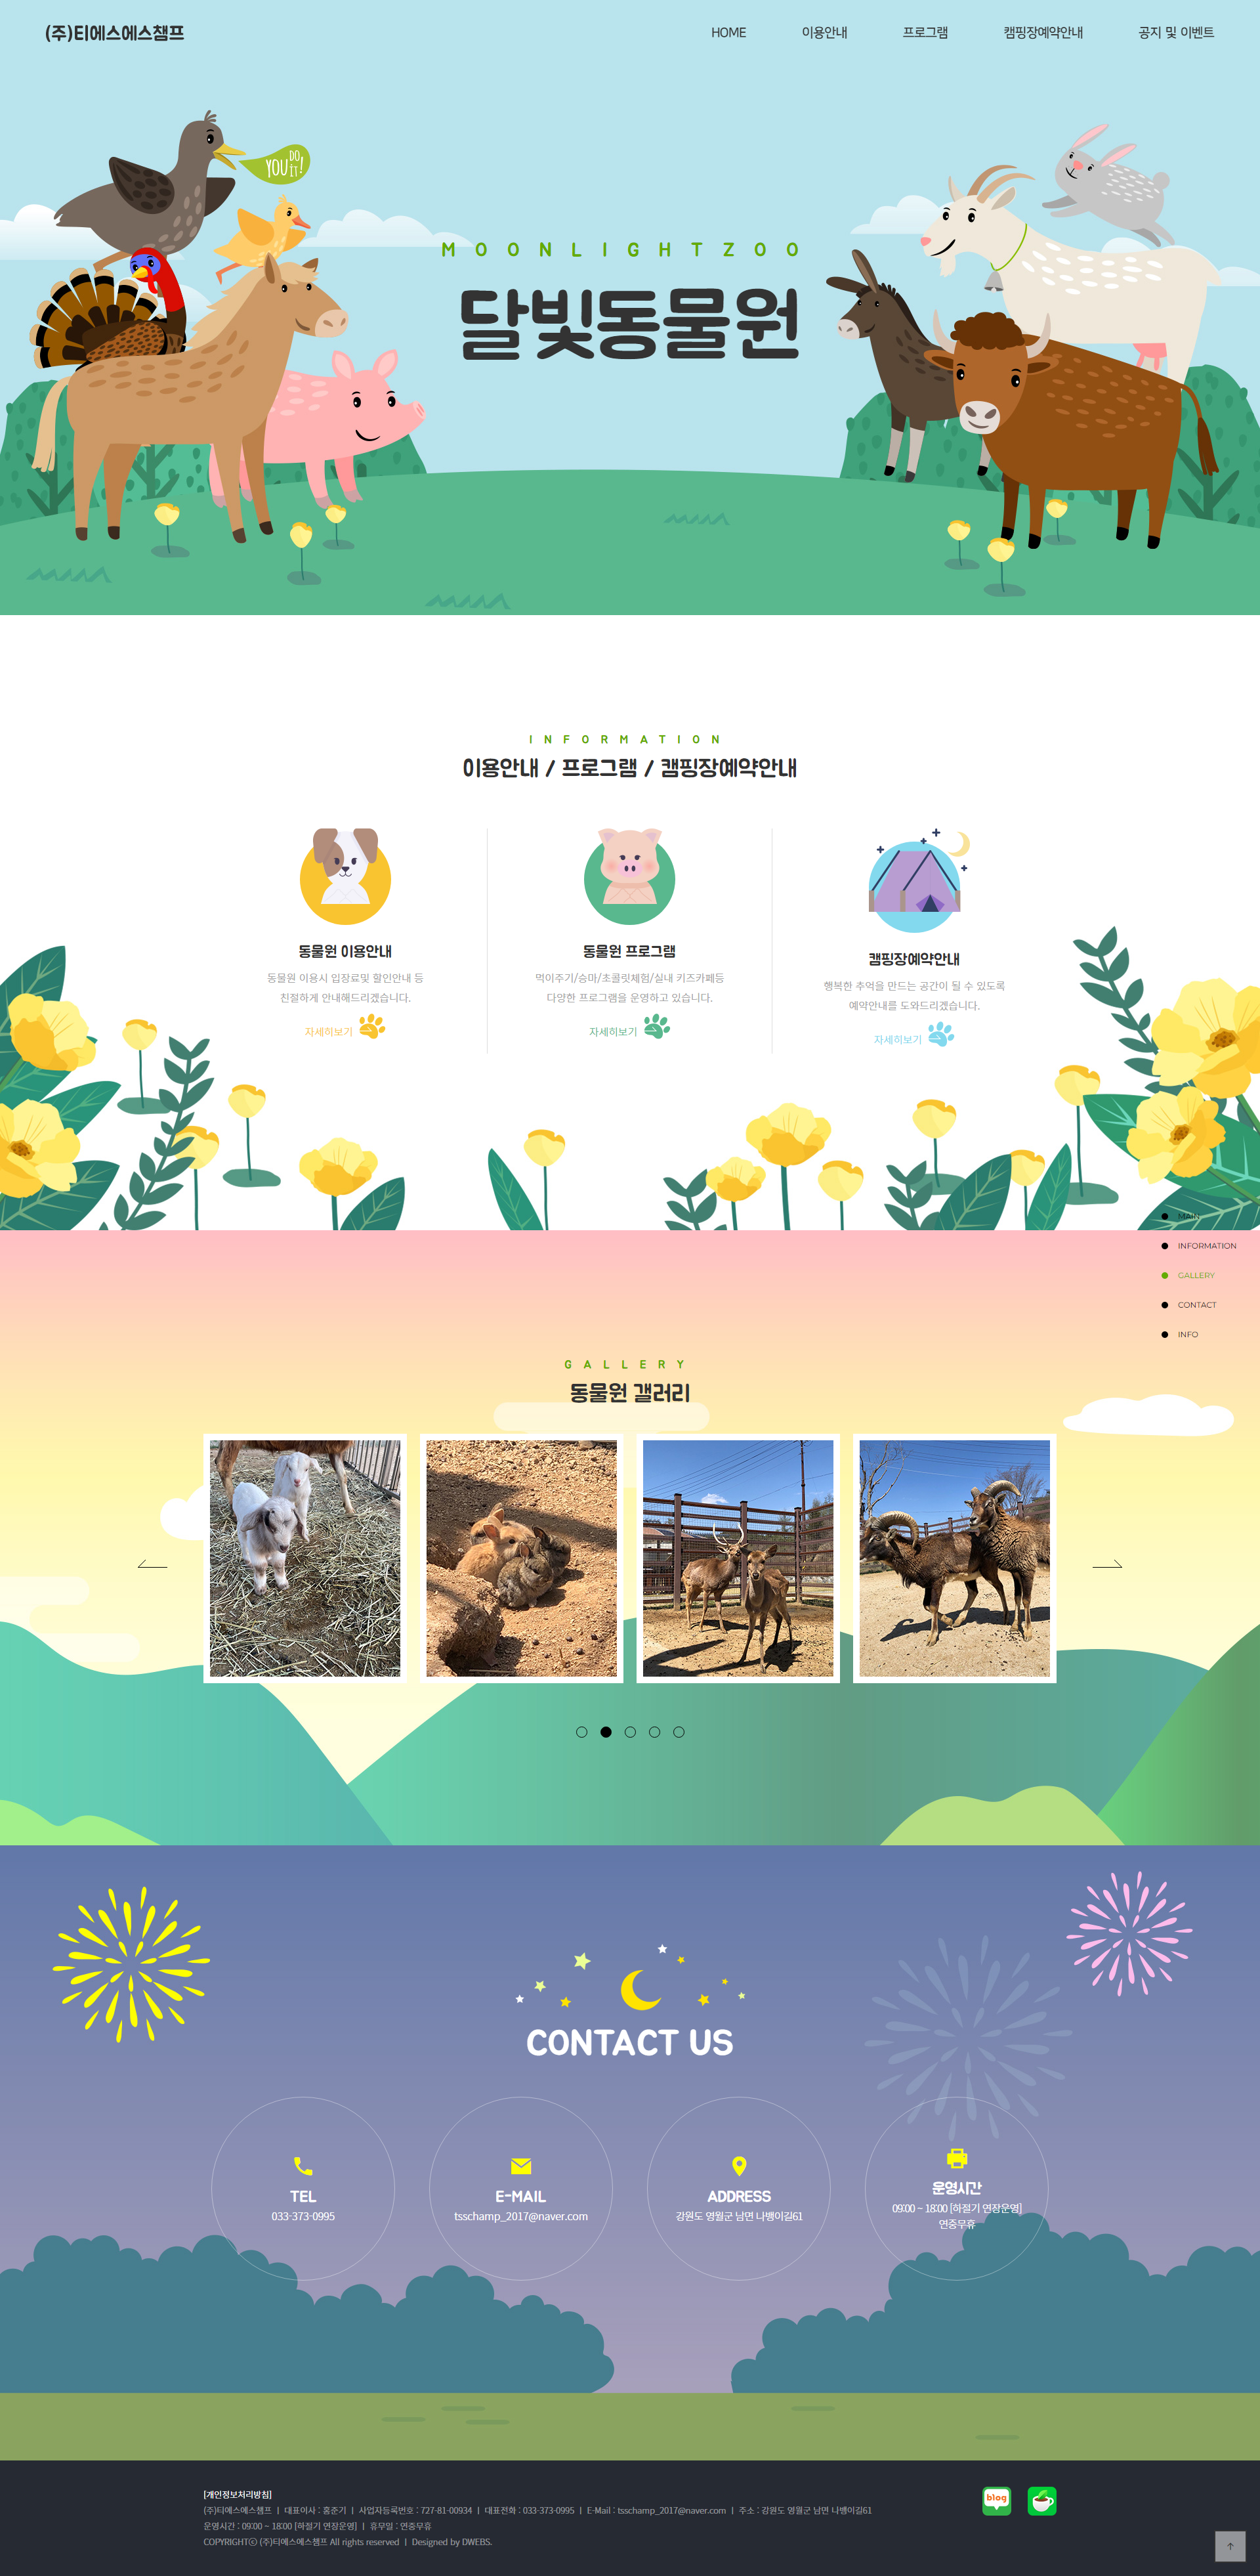 (주)티에스에스챔프
HOME
이용안내
프로그램
캠핑장예약안내
공지 및 이벤트
YOU DO IT!
MOONLIGHTZOO
달빛동물원
INFORMATION
이용안내 / 프로그램 / 캠핑장예약안내
동물원 이용안내
동물원 이용시 입장료및 할인안내 등
친절하게 안내해드리겠습니다.
자세히보기
동물원 프로그램
먹이주기/승마/초콜릿체험/실내 키즈카페등
다양한 프로그램을 운영하고 있습니다.
자세히보기
캠핑장예약안내
행복한 추억을 만드는 공간이 될 수 있도록
예약안내를 도와드리겠습니다.
자세히보기
MAIN
INFORMATION
GALLERY
CONTACT
INFO
GALLERY
동물원 갤러리
CONTACT US
TEL
033-373-0995
E-MAIL
tsschamp_2017@naver.com
ADDRESS
강원도 영월군 남면 나뱅이길61
운영시간
09:00 ~ 18:00 [하절기 연장운영]
연중무휴
[개인정보처리방침]
(주)티에스에스챔프 | 대표이사 : 홍준기 | 사업자등록번호 : 727-81-00934 | 대표전화 : 033-373-0995 | E-Mail : tsschamp_2017@naver.com | 주소 : 강원도 영월군 남면 나뱅이길61
운영시간 : 09:00 ~ 18:00 [하절기 연장운영] | 휴무일 : 연중무휴
COPYRIGHTⓒ (주)티에스에스챔프 All rights reserved | Designed by DWEBS.
blog